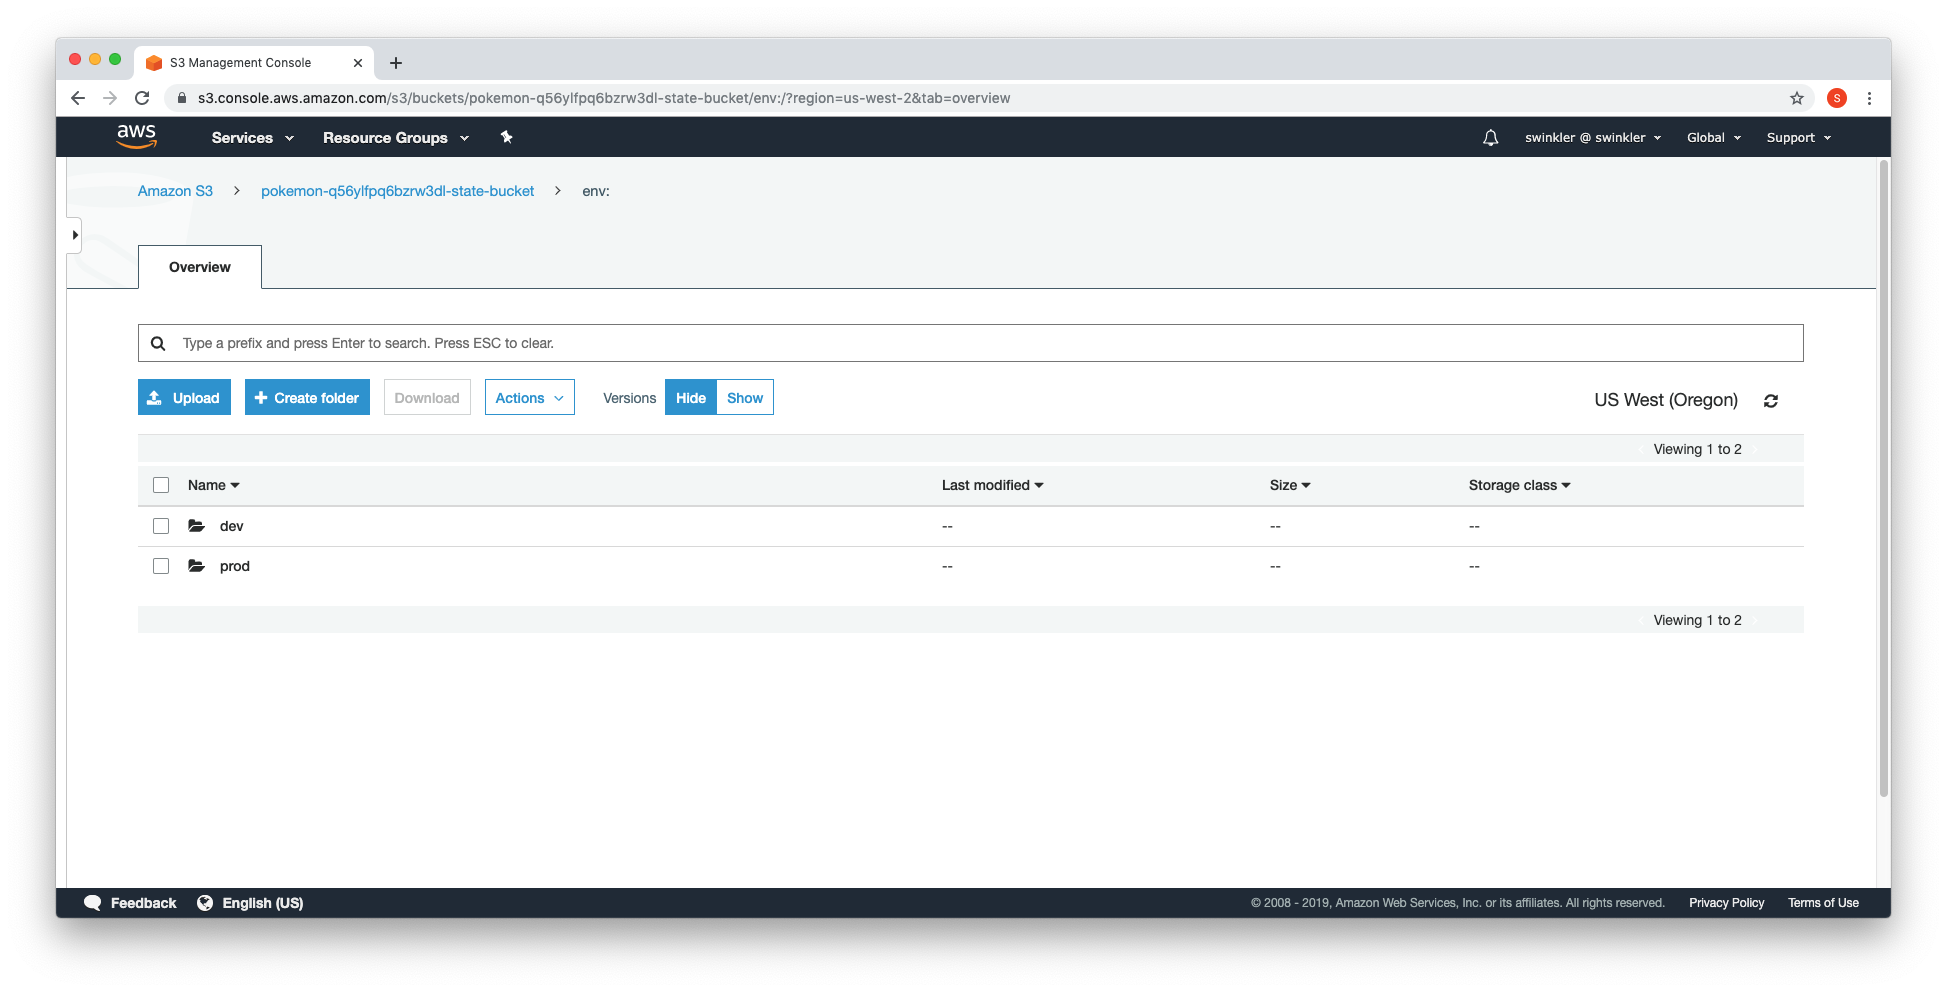 S3 Management Console
s3.console.aws.amazon.com/s3/buckets/pokemon-q56ylfpq6bzrw3dl-state-bucket/env:/?region=us-west-2&tab=overview
S
aws Services Resource Groups swinkler @ swinkler Global Support
Amazon S3 > pokemon-q56ylfpq6bzrw3dl-state-bucket > env:
Overview
Type a prefix and press Enter to search. Press ESC to clear.
Upload + Create folder Download Actions Versions Hide Show US West (Oregon)
Viewing 1 to 2
Name Last modified Size Storage class
dev -- -- --
prod -- -- --
Viewing 1 to 2
Feedback English (US) © 2008 - 2019, Amazon Web Services, Inc. or its affiliates. All rights reserved. Privacy Policy Terms of Use